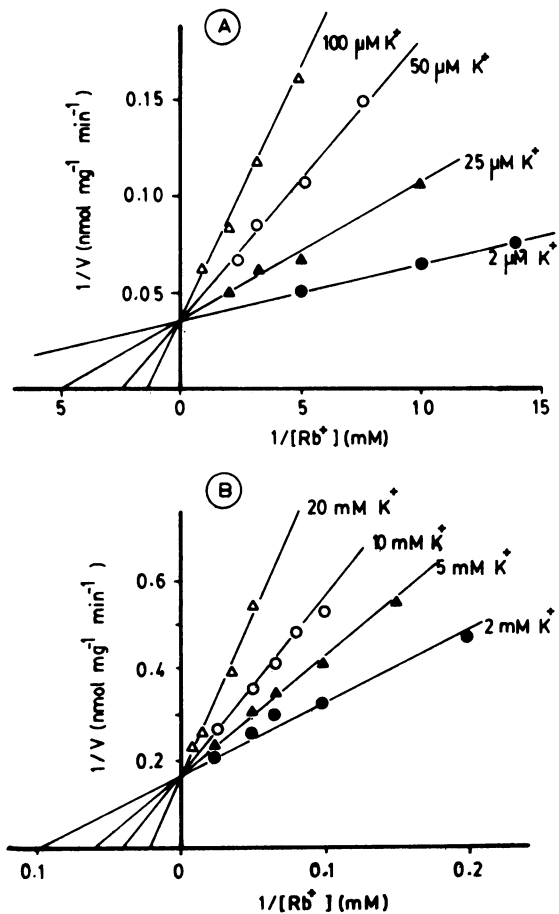 A
100 µM K⁺
50 µM K⁺
25 µM K⁺
2 µM K⁺
1/V (nmol mg⁻¹ min⁻¹)
0.15
0.10
0.05
5 0 5 10 15
1/[Rb⁺] (mM)
B
20 mM K⁺
10 mM K⁺
5 mM K⁺
2 mM K⁺
1/V (nmol mg⁻¹ min⁻¹)
0.6
0.4
0.2
0.1 0 0.1 0.2
1/[Rb⁺] (mM)